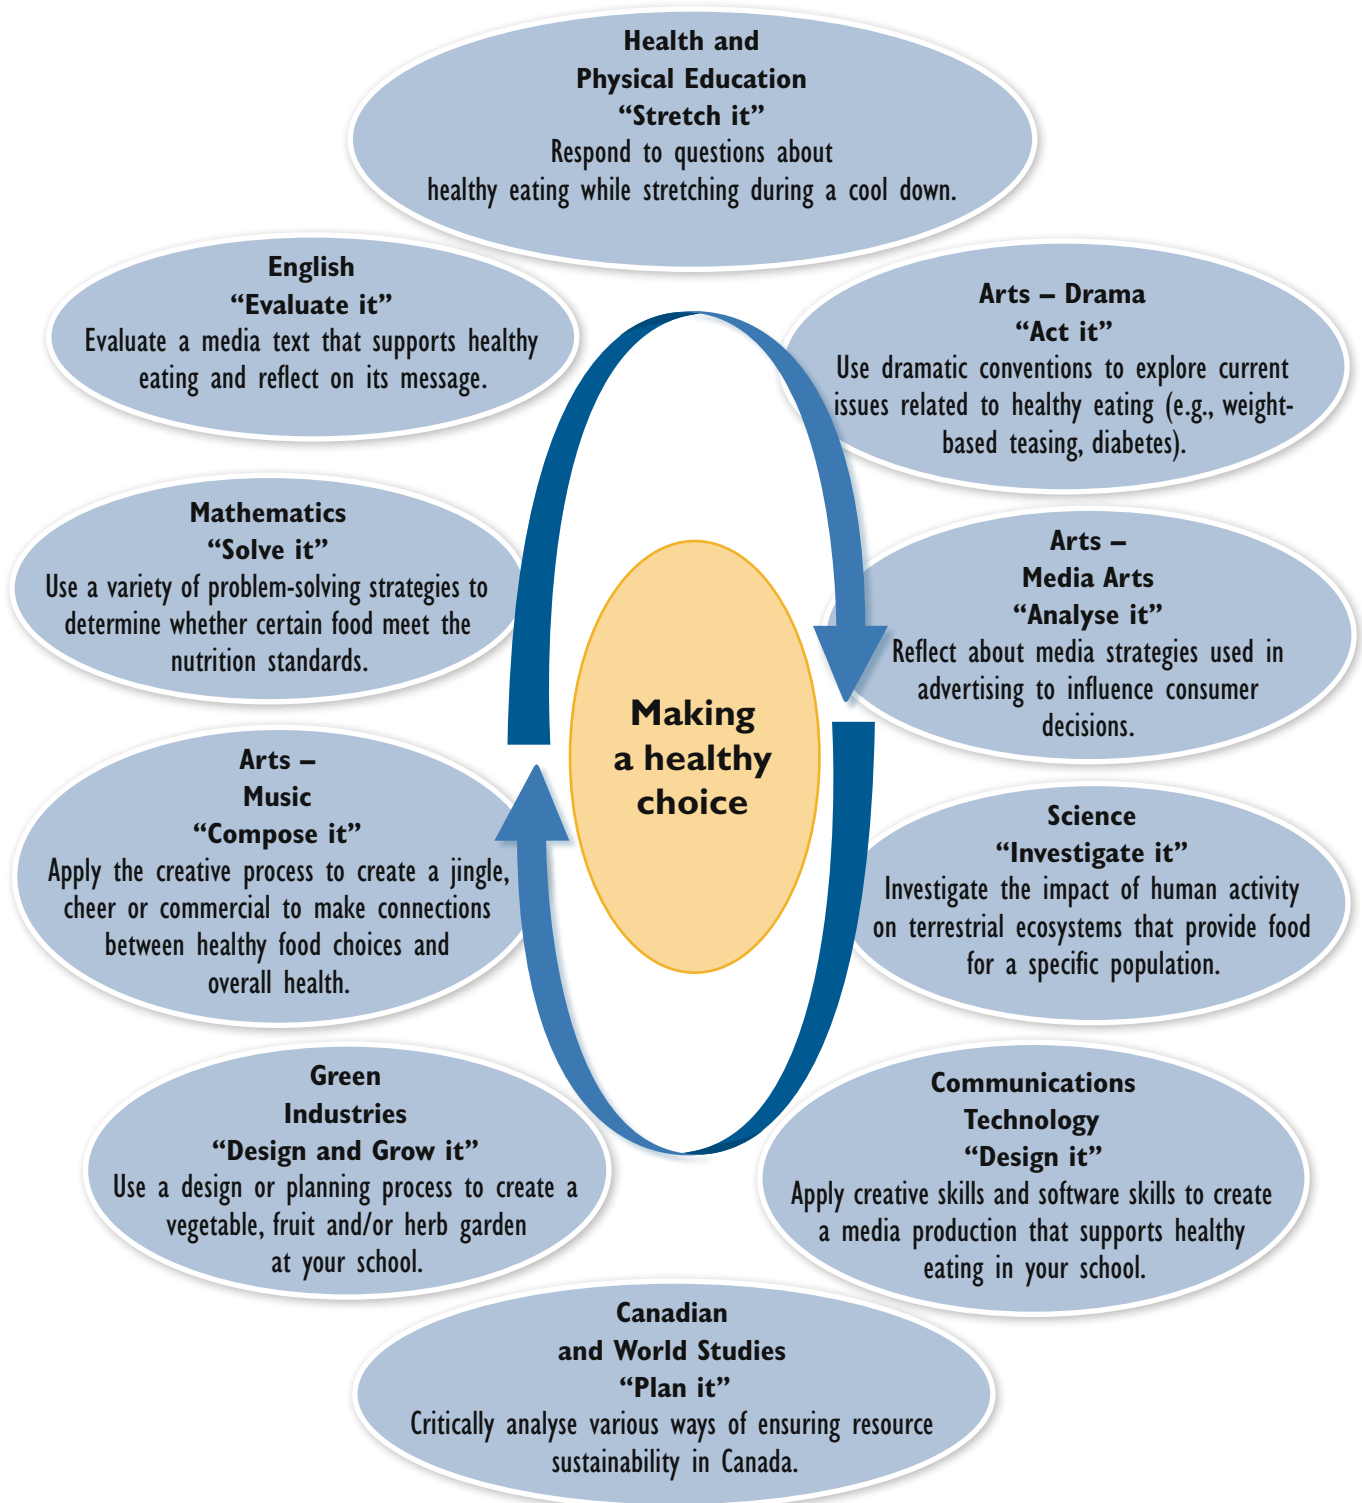 Health and
Physical Education
“Stretch it”
Respond to questions about
healthy eating while stretching during a cool down.
English
“Evaluate it”
Evaluate a media text that supports healthy
eating and reflect on its message.
Arts – Drama
“Act it”
Use dramatic conventions to explore current
issues related to healthy eating (e.g., weight-
based teasing, diabetes).
Mathematics
“Solve it”
Use a variety of problem-solving strategies to
determine whether certain food meet the
nutrition standards.
Arts –
Media Arts
“Analyse it”
Reflect about media strategies used in
advertising to influence consumer
decisions.
Making
a healthy
choice
Arts –
Music
“Compose it”
Apply the creative process to create a jingle,
cheer or commercial to make connections
between healthy food choices and
overall health.
Science
“Investigate it”
Investigate the impact of human activity
on terrestrial ecosystems that provide food
for a specific population.
Green
Industries
“Design and Grow it”
Use a design or planning process to create a
vegetable, fruit and/or herb garden
at your school.
Communications
Technology
“Design it”
Apply creative skills and software skills to create
a media production that supports healthy
eating in your school.
Canadian
and World Studies
“Plan it”
Critically analyse various ways of ensuring resource
sustainability in Canada.